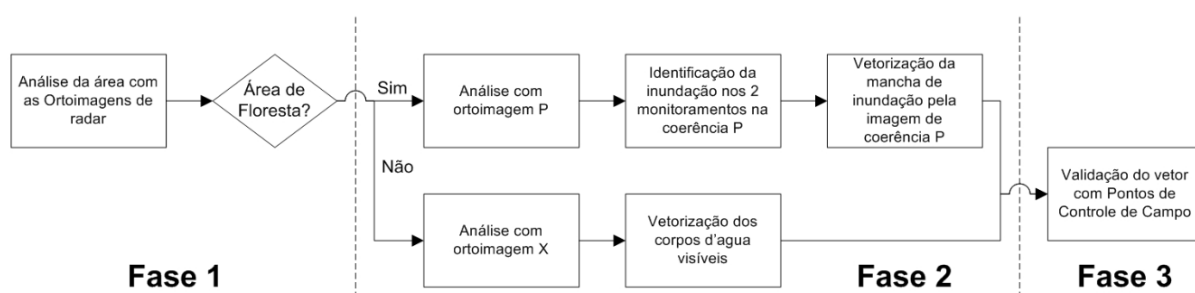 Análise da área com
as Ortoimagens de
radar
Área de
Floresta?
Sim
Não
Análise com
ortoimagem P
Identificação da
inundação nos 2
monitoramentos na
coerência P
Vetorização da
mancha de
inundação pela
imagem de
coerência P
Análise com
ortoimagem X
Vetorização dos
corpos d'agua
visíveis
Validação do vetor
com Pontos de
Controle de Campo
Fase 1
Fase 2
Fase 3